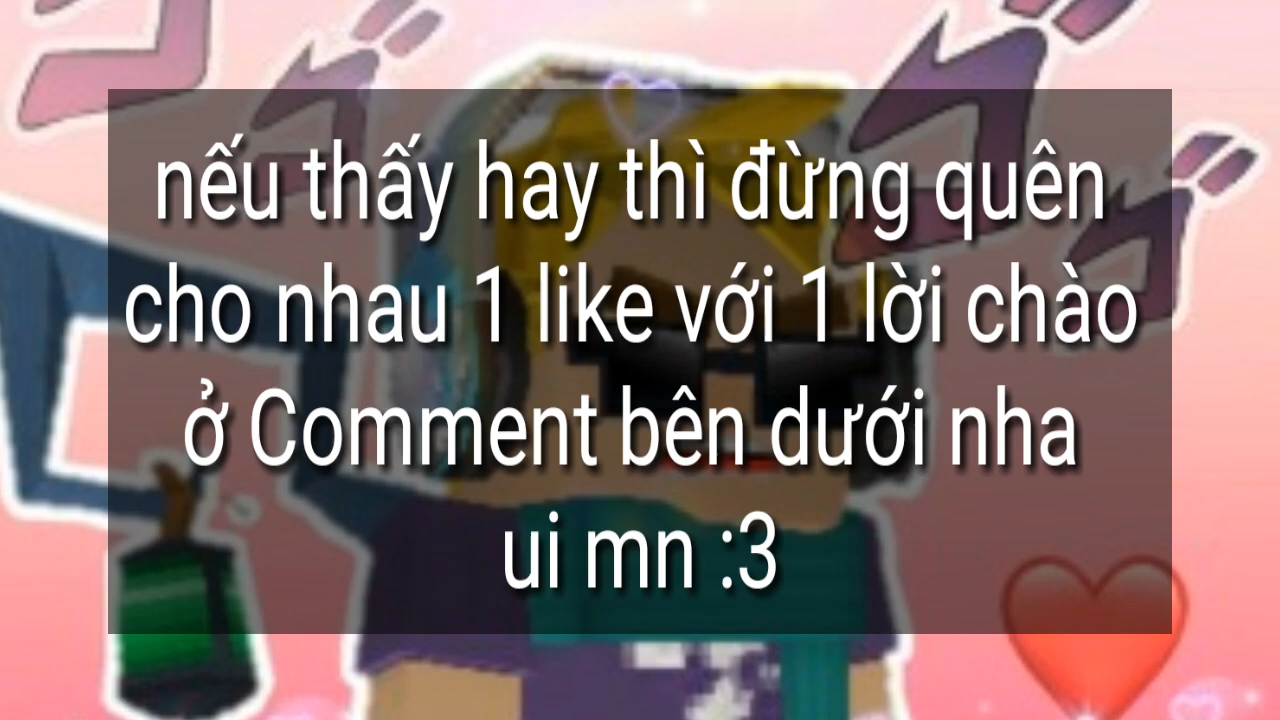 nếu thấy hay thì đừng quên
cho nhau 1 like với 1 lời chào
ở Comment bên dưới nha
ui mn :3